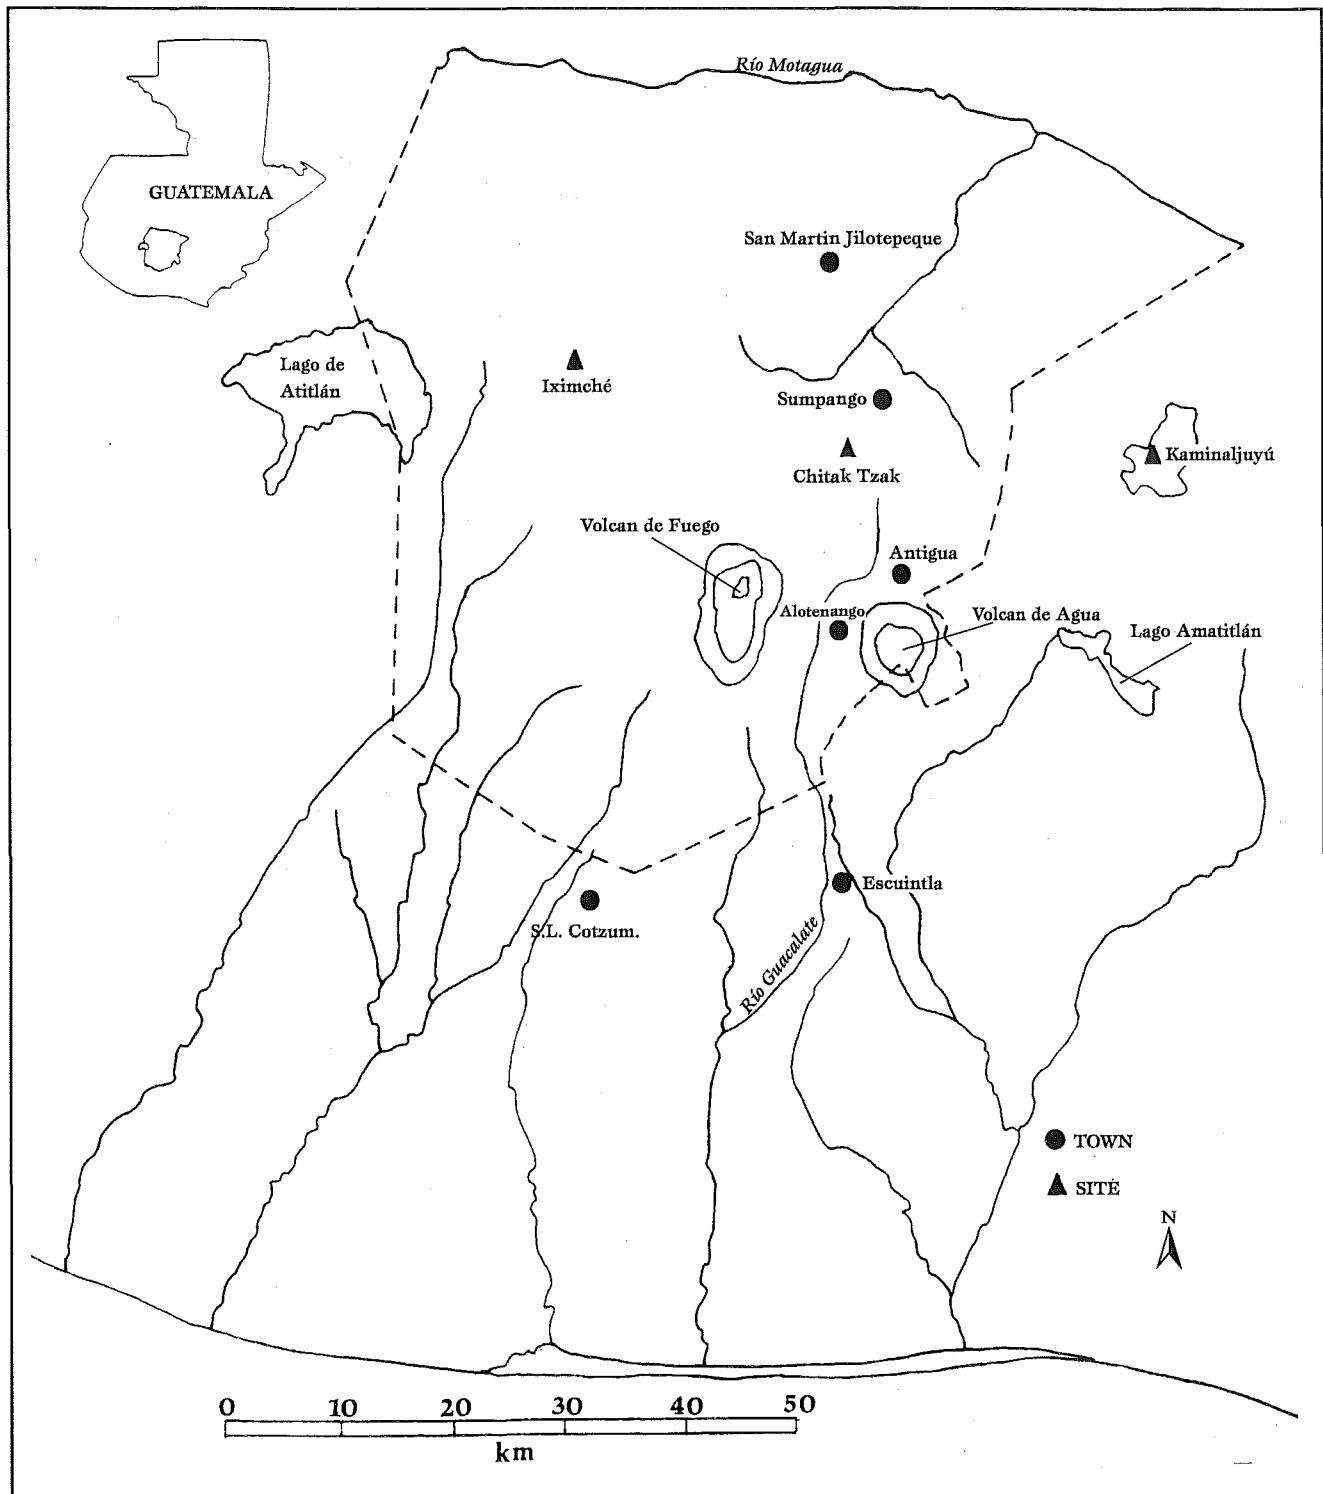 Río Motagua
GUATEMALA
San Martin Jilotepeque
Lago de
Atitlán
Iximché
Sumpango
Kaminaljuyú
Chitak Tzak
Volcan de Fuego
Antigua
Alotenango
Volcan de Agua
Lago Amatitlán
Escuintla
S.L. Cotzum.
Río Guacalate
TOWN
SITÉ
N
0 10 20 30 40 50
km